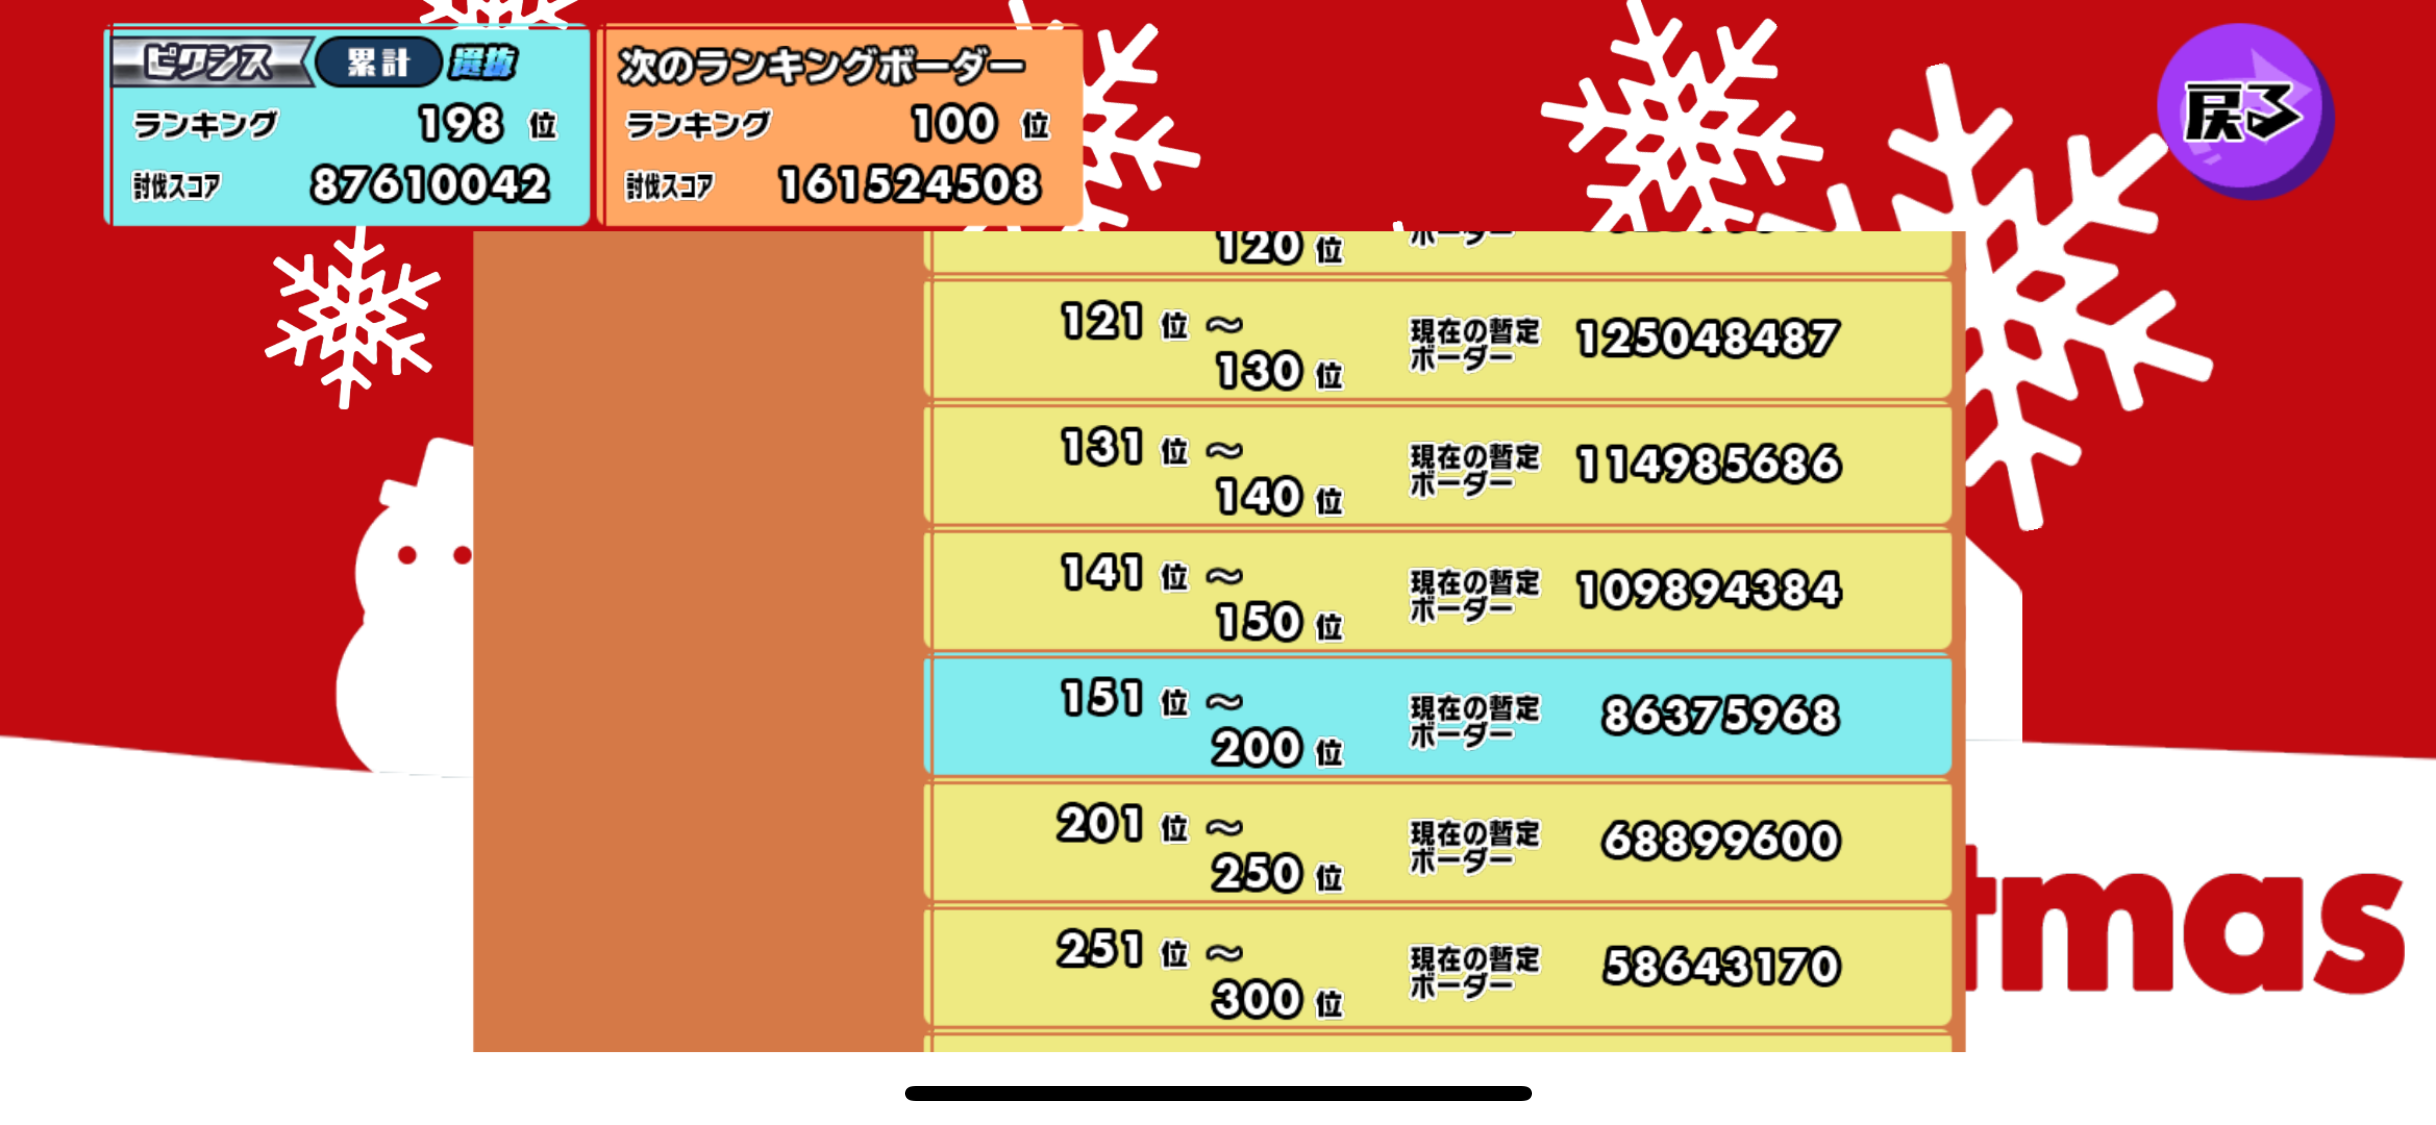 ピクシス 累計 選抜
ランキング 198 位
討伐スコア 87610042
次のランキングボーダー
ランキング 100 位
討伐スコア 161524508
戻る
120 位
ボーダー
121 位 ～
130 位
現在の暫定
ボーダー
125048487
131 位 ～
140 位
現在の暫定
ボーダー
114985686
141 位 ～
150 位
現在の暫定
ボーダー
109894384
151 位 ～
200 位
現在の暫定
ボーダー
86375968
201 位 ～
250 位
現在の暫定
ボーダー
68899600
251 位 ～
300 位
現在の暫定
ボーダー
58643170
tmas